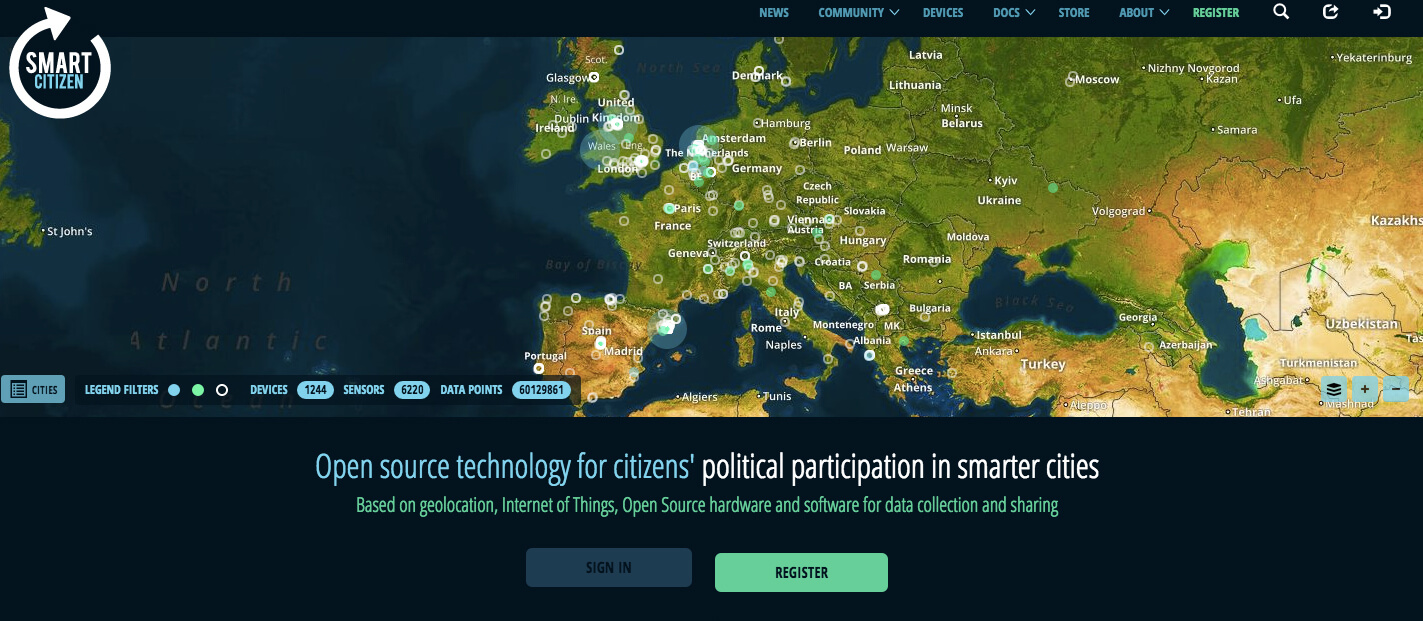 NEWS COMMUNITY DEVICES DOCS STORE ABOUT REGISTER
SMART
CITIZEN
Scot.
North Sea
Latvia
Glasgow
Denmark
Moscow
Nizhny Novgorod
Kazan
Yekaterinburg
Lithuania
N. Ire.
United
Kingdom
Minsk
Belarus
Ufa
Dublin
Ireland
Hamburg
Samara
Amsterdam
The Netherlands
Berlin
Poland
Warsaw
Wales
Eng.
London
BE
Germany
Kyiv
Ukraine
Czech
Republic
Paris
France
Slovakia
Vienna
Austria
Volgograd
Kazakhs
St John's
Switzerland
Hungary
Moldova
Geneva
Bay of Biscay
Croatia
Romania
North
Atlantic
Ocean
BA
Serbia
Black Sea
Italy
Bulgaria
Georgia
Uzbekistan
Spain
Rome
Montenegro
MK
Istanbul
Naples
Albania
Azerbaijan
Tas
Portugal
Madrid
Ankara
Turkey
Turkmenistan
Greece
Athens
Ashgabat
Algiers
Tunis
Aleppo
Tehran
Mashhad
CITIES
LEGEND FILTERS DEVICES 1244 SENSORS 6220 DATA POINTS 60129861
+
−
Open source technology for citizens' political participation in smarter cities
Based on geolocation, Internet of Things, Open Source hardware and software for data collection and sharing
SIGN IN
REGISTER